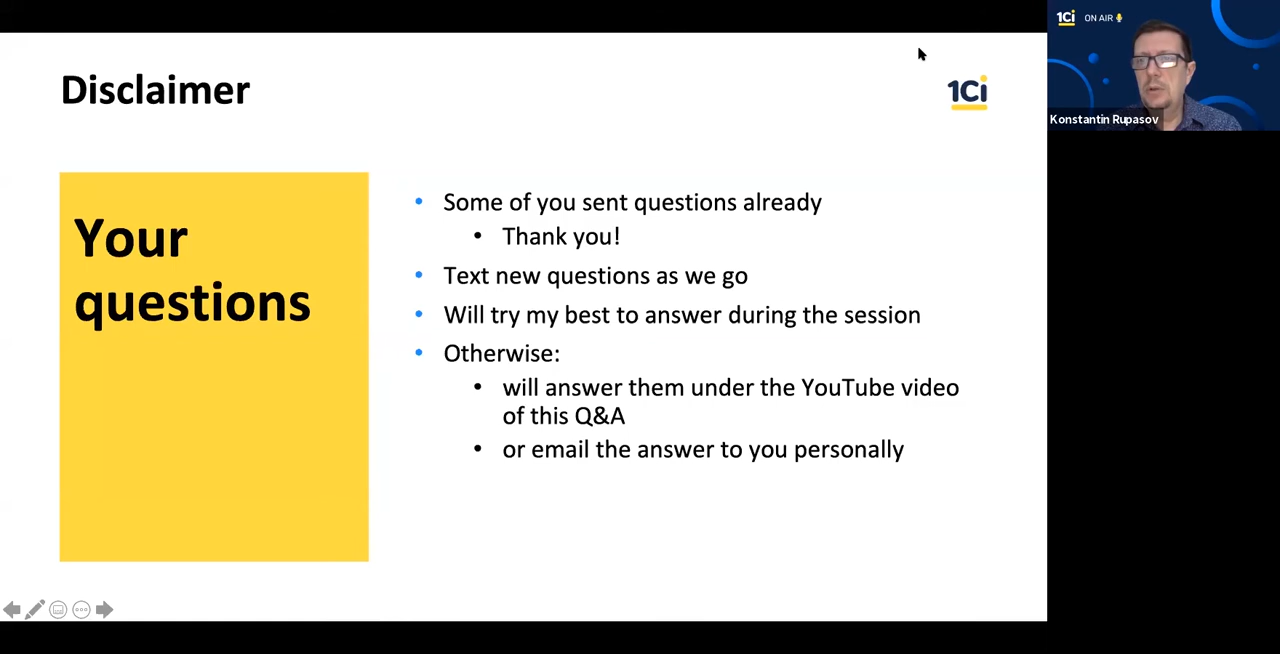 Disclaimer
1Ci
Your
questions
Some of you sent questions already
Thank you!
Text new questions as we go
Will try my best to answer during the session
Otherwise:
will answer them under the YouTube video
of this Q&A
or email the answer to you personally
1Ci ON AIR
Konstantin Rupasov